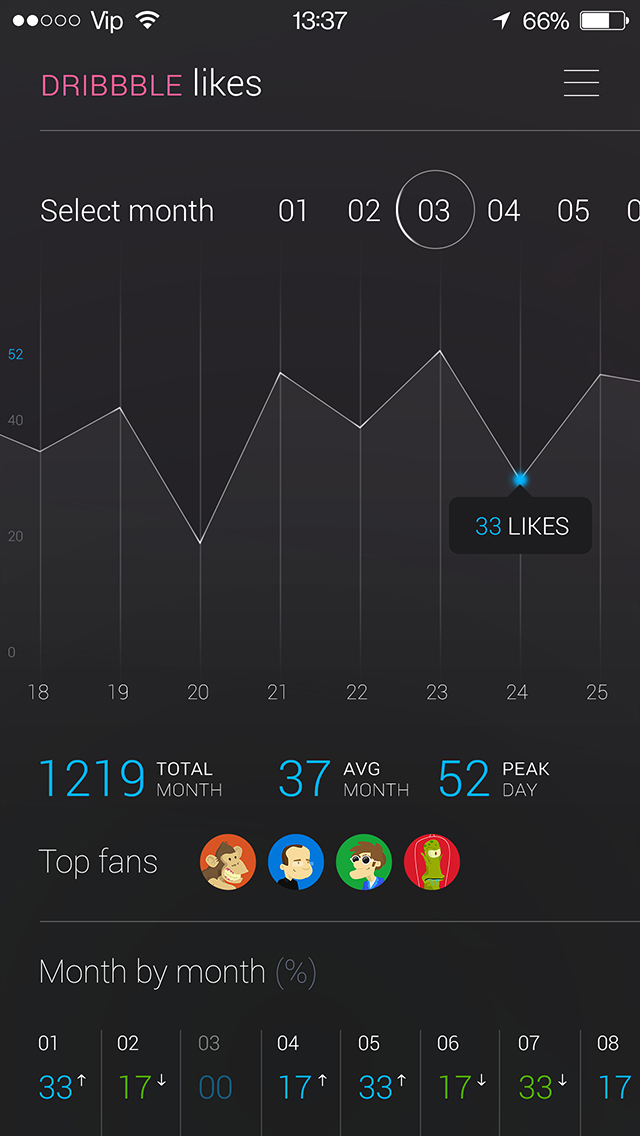 Vip 13:37 66%
DRIBBBLE likes
Select month 01 02 03 04 05
52
40
20
0
18 19 20 21 22 23 24 25
33 LIKES
1219 TOTAL MONTH 37 AVG MONTH 52 PEAK DAY
Top fans
Month by month (%)
01 02 03 04 05 06 07 08
33↑ 17↓ 00 17↑ 33↑ 17↓ 33↓ 17